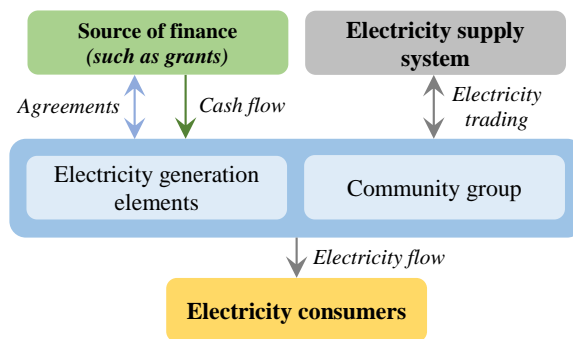 Source of finance
(such as grants)
Electricity supply
system
Agreements
Cash flow
Electricity
trading
Electricity generation
elements
Community group
Electricity flow
Electricity consumers